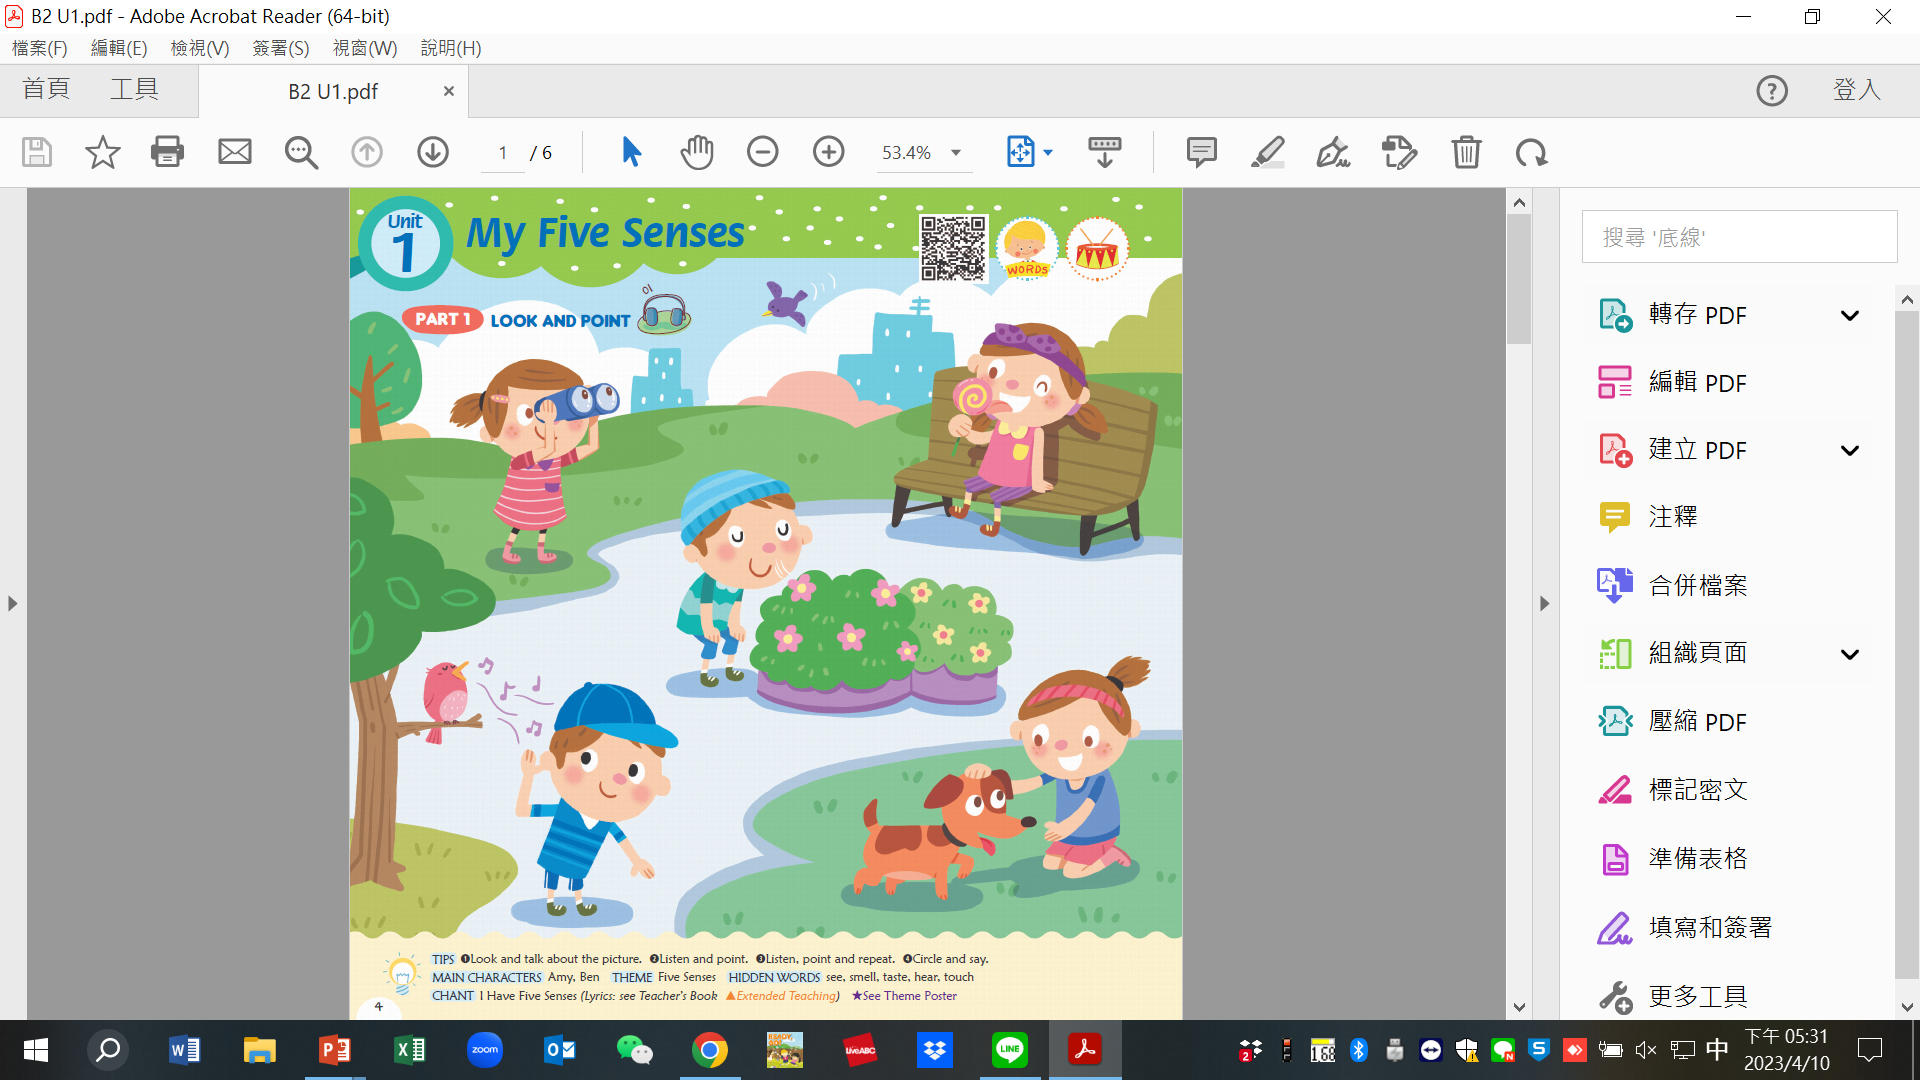 B2 U1.pdf - Adobe Acrobat Reader (64-bit)
檔案(F) 編輯(E) 檢視(V) 簽署(S) 視窗(W) 說明(H)
首頁 工具 B2 U1.pdf 登入
1 / 6 53.4%
Unit
1
My Five Senses
WORDS
PART 1 LOOK AND POINT
01
TIPS ❶Look and talk about the picture. ❷Listen and point. ❸Listen, point and repeat. ❹Circle and say.
MAIN CHARACTERS Amy, Ben THEME Five Senses HIDDEN WORDS see, smell, taste, hear, touch
CHANT I Have Five Senses (Lyrics: see Teacher's Book ▲Extended Teaching) ★See Theme Poster
4
搜尋 '底線'
轉存 PDF
編輯 PDF
建立 PDF
注釋
合併檔案
組織頁面
壓縮 PDF
標記密文
準備表格
填寫和簽署
更多工具
zoom
LiveABC
LINE
2
1.68
中
下午 05:31
2023/4/10